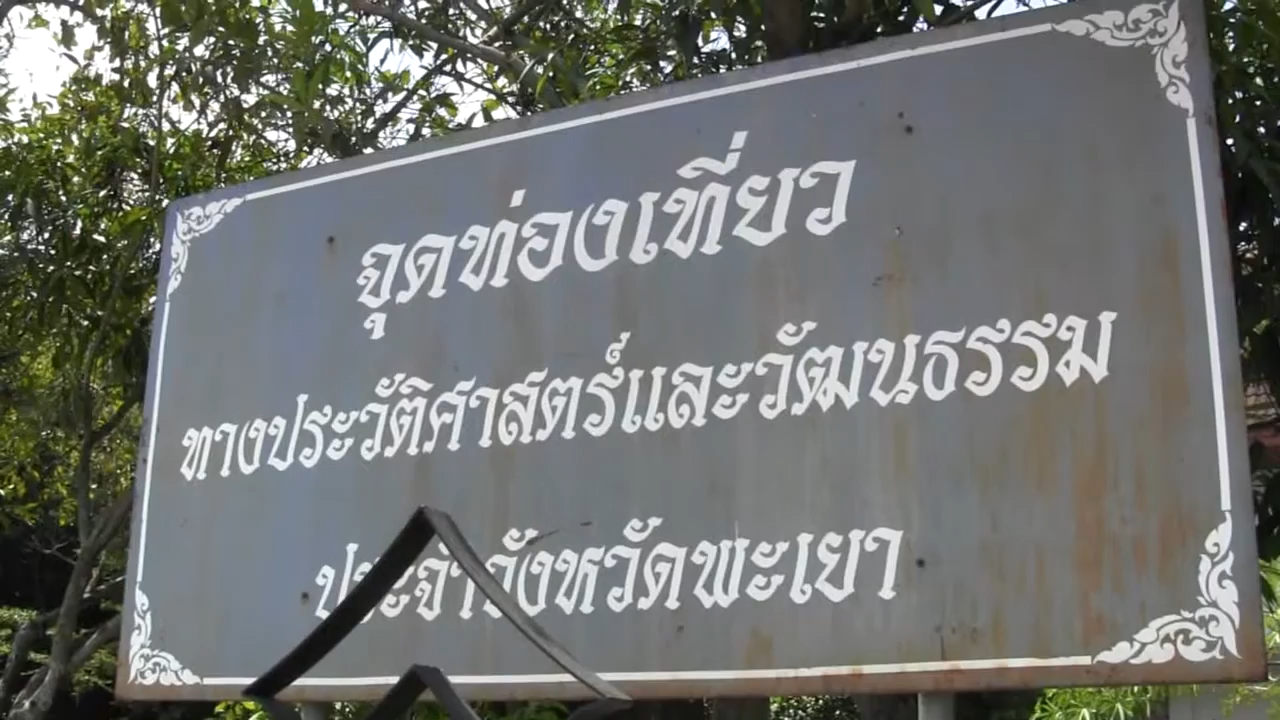 จุดท่องเที่ยว
ทางประวัติศาสตร์และวัฒนธรรม
ประจำจังหวัดพะเยา